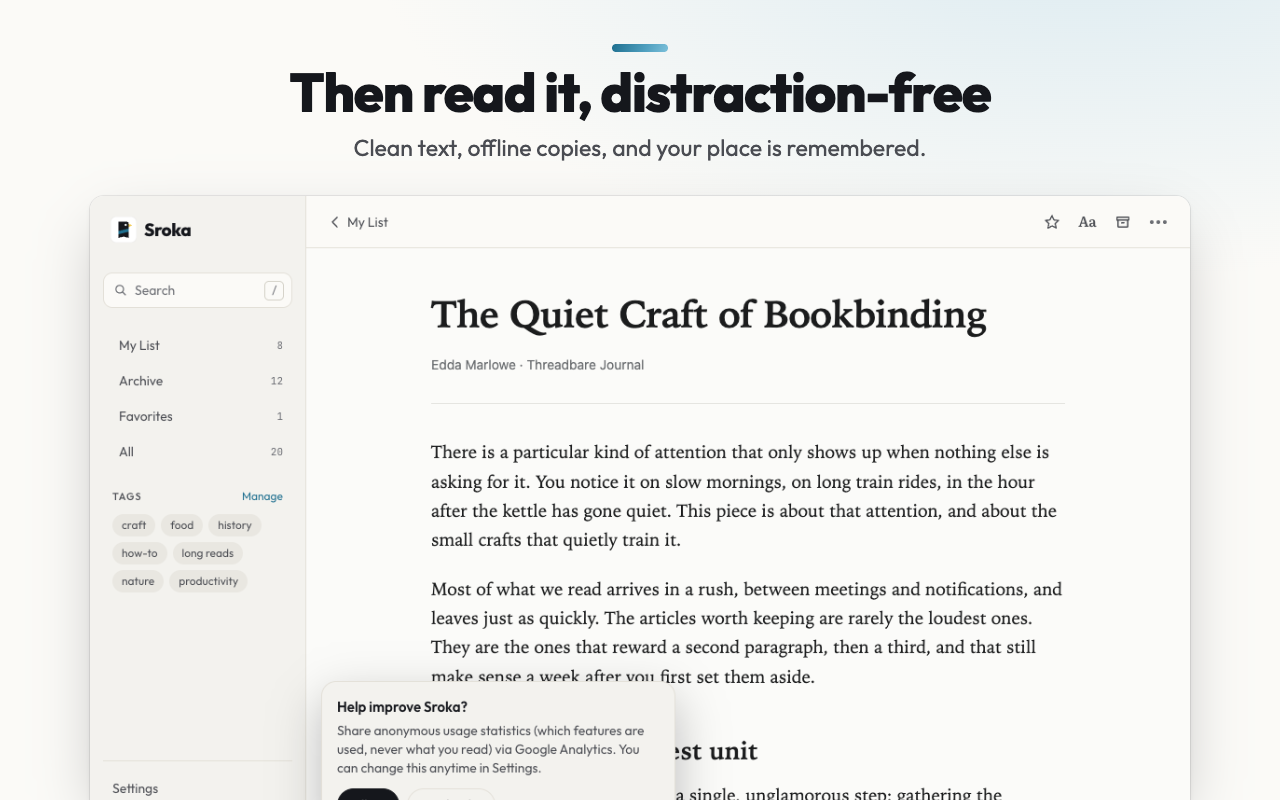 Then read it, distraction-free
Clean text, offline copies, and your place is remembered.
Sroka
Search /
My List 8
Archive 12
Favorites 1
All 20
TAGS Manage
craft food history
how-to long reads
nature productivity
Settings
My List
Aa
The Quiet Craft of Bookbinding
Edda Marlowe · Threadbare Journal
There is a particular kind of attention that only shows up when nothing else is
asking for it. You notice it on slow mornings, on long train rides, in the hour
after the kettle has gone quiet. This piece is about that attention, and about the
small crafts that quietly train it.
Most of what we read arrives in a rush, between meetings and notifications, and
leaves just as quickly. The articles worth keeping are rarely the loudest ones.
They are the ones that reward a second paragraph, then a third, and that still
make sense a week after you first set them aside.
est unit
a single, unglamorous step: gathering the
Help improve Sroka?
Share anonymous usage statistics (which features are
used, never what you read) via Google Analytics. You
can change this anytime in Settings.